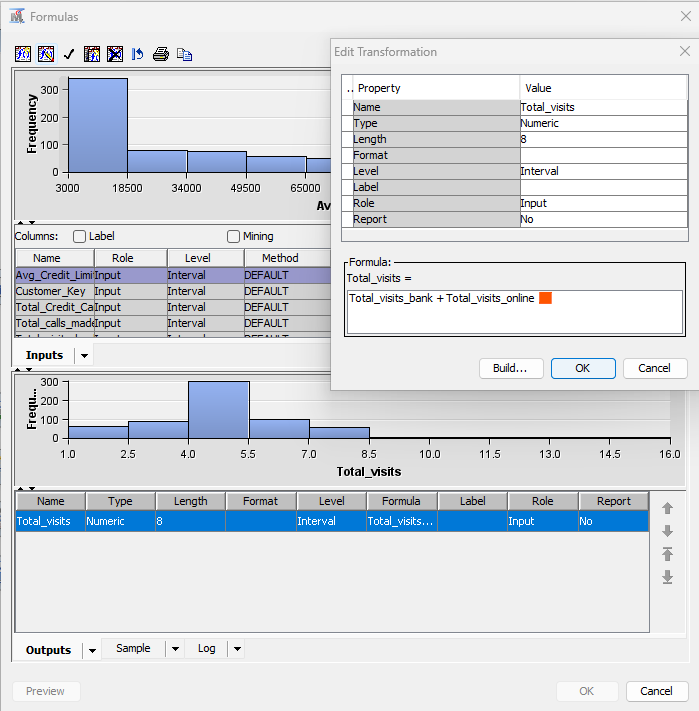 Formulas
Frequency
300
200
100
0
3000 18500 34000 49500 65000
Av
Columns: Label Mining
Name Role Level Method
Avg_Credit_Limi Input Interval DEFAULT
Customer_Key Input Interval DEFAULT
Total_Credit_Ca Input Interval DEFAULT
Total_calls_made Input Interval DEFAULT
Inputs
Edit Transformation
.. Property Value
Name Total_visits
Type Numeric
Length 8
Format
Level Interval
Label
Role Input
Report No
Formula:
Total_visits =
Total_visits_bank + Total_visits_online
Build... OK Cancel
Frequ...
300
200
100
0
1.0 2.5 4.0 5.5 7.0 8.5 10.0 11.5 13.0 14.5 16.0
Total_visits
Name Type Length Format Level Formula Label Role Report
Total_visits Numeric 8 Interval Total_visits... Input No
Outputs Sample Log
Preview OK Cancel